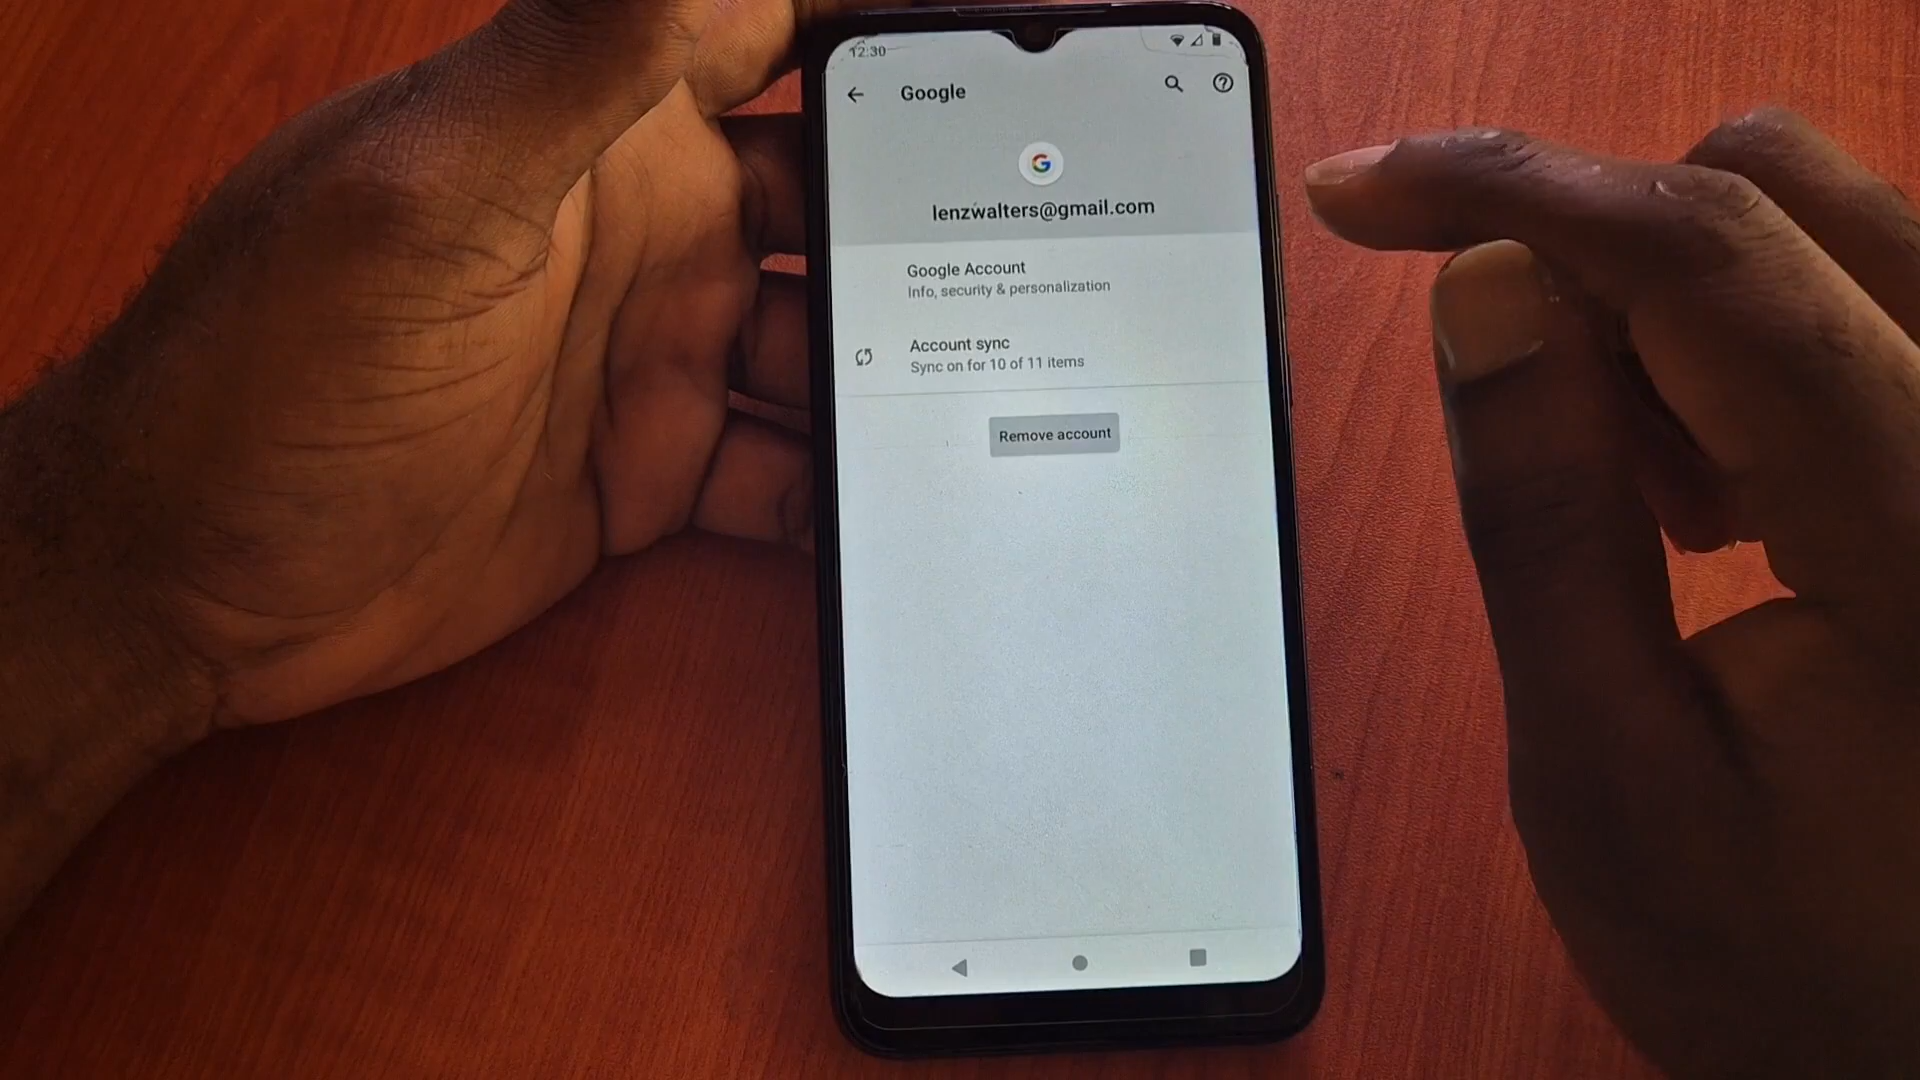 12:30
Google
G
lenzwalters@gmail.com
Google Account
Info, security & personalization
Account sync
Sync on for 10 of 11 items
Remove account